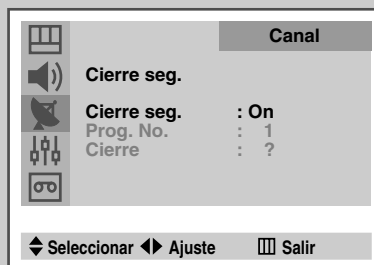 Canal
Cierre seg.
Cierre seg. : On
Prog. No. : 1
Cierre : ?
Seleccionar Ajuste Salir